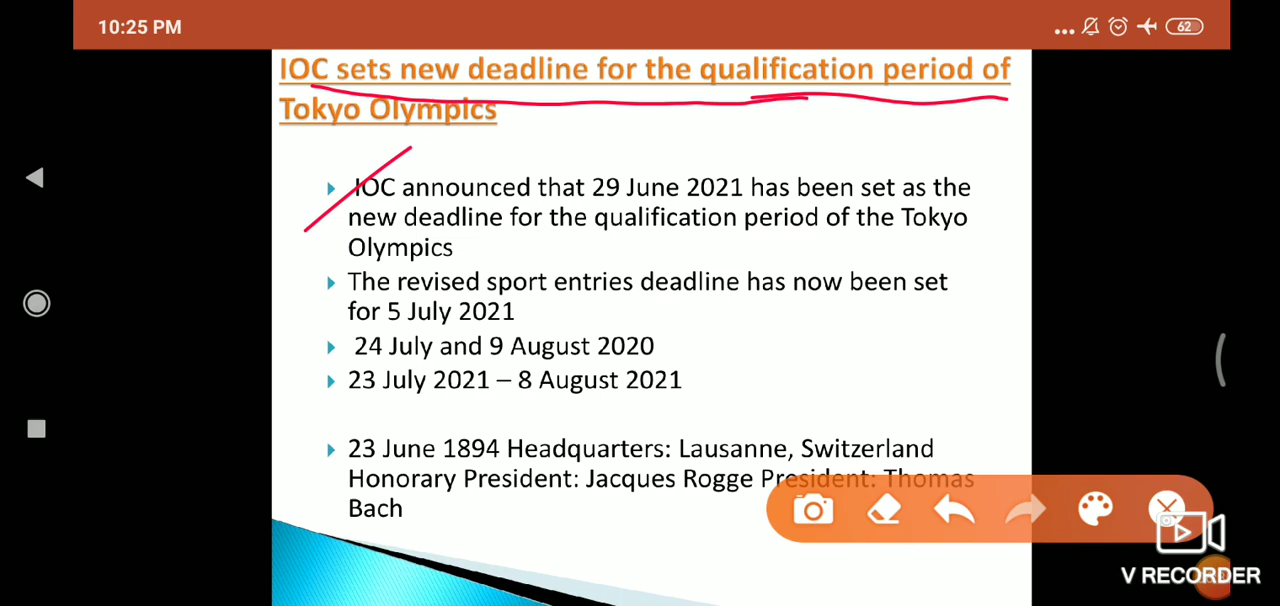 10:25 PM
62
IOC sets new deadline for the qualification period of
Tokyo Olympics
IOC announced that 29 June 2021 has been set as the
new deadline for the qualification period of the Tokyo
Olympics
The revised sport entries deadline has now been set
for 5 July 2021
24 July and 9 August 2020
23 July 2021 – 8 August 2021
23 June 1894 Headquarters: Lausanne, Switzerland
Honorary President: Jacques Rogge President: Thomas
Bach
V RECORDER